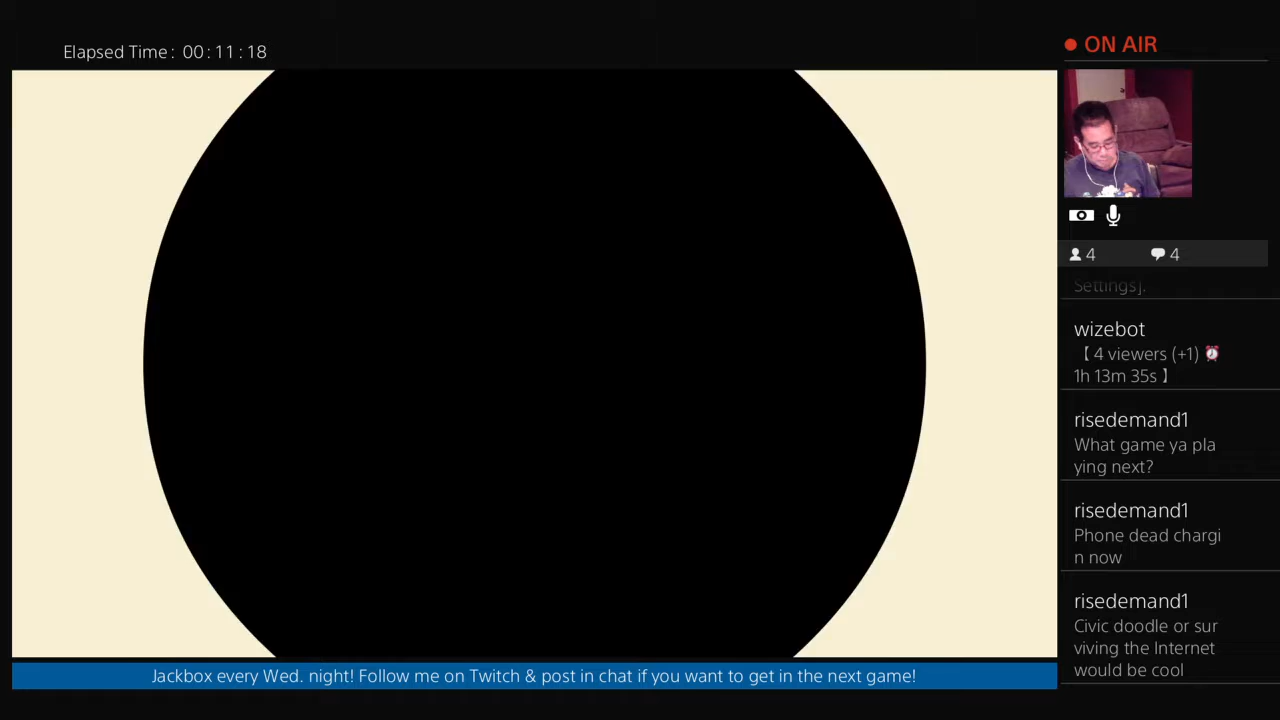 Elapsed Time: 00:11:18
ON AIR
4 4
Settings].
wizebot
【 4 viewers (+1) ⏰
1h 13m 35s 】
risedemand1
What game ya pla
ying next?
risedemand1
Phone dead chargi
n now
risedemand1
Civic doodle or sur
viving the Internet
would be cool
Jackbox every Wed. night! Follow me on Twitch & post in chat if you want to get in the next game!